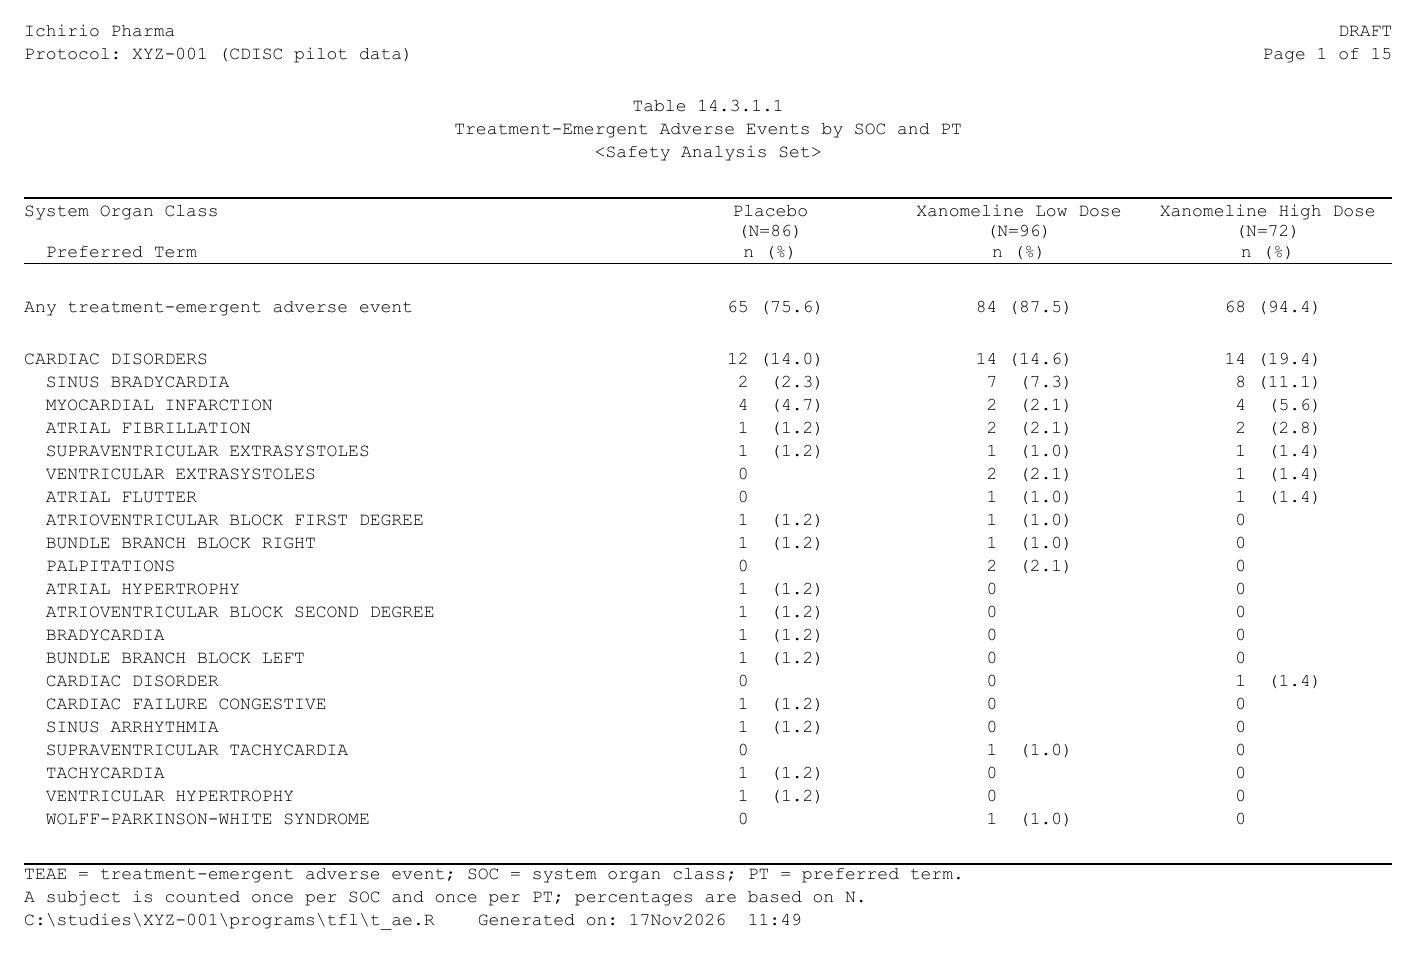 Ichirio Pharma DRAFT
Protocol: XYZ-001 (CDISC pilot data) Page 1 of 15
Table 14.3.1.1
Treatment-Emergent Adverse Events by SOC and PT
<Safety Analysis Set>
System Organ Class Placebo Xanomeline Low Dose Xanomeline High Dose
(N=86) (N=96) (N=72)
Preferred Term n (%) n (%) n (%)
Any treatment-emergent adverse event 65 (75.6) 84 (87.5) 68 (94.4)
CARDIAC DISORDERS 12 (14.0) 14 (14.6) 14 (19.4)
SINUS BRADYCARDIA 2 (2.3) 7 (7.3) 8 (11.1)
MYOCARDIAL INFARCTION 4 (4.7) 2 (2.1) 4 (5.6)
ATRIAL FIBRILLATION 1 (1.2) 2 (2.1) 2 (2.8)
SUPRAVENTRICULAR EXTRASYSTOLES 1 (1.2) 1 (1.0) 1 (1.4)
VENTRICULAR EXTRASYSTOLES 0 2 (2.1) 1 (1.4)
ATRIAL FLUTTER 0 1 (1.0) 1 (1.4)
ATRIOVENTRICULAR BLOCK FIRST DEGREE 1 (1.2) 1 (1.0) 0
BUNDLE BRANCH BLOCK RIGHT 1 (1.2) 1 (1.0) 0
PALPITATIONS 0 2 (2.1) 0
ATRIAL HYPERTROPHY 1 (1.2) 0 0
ATRIOVENTRICULAR BLOCK SECOND DEGREE 1 (1.2) 0 0
BRADYCARDIA 1 (1.2) 0 0
BUNDLE BRANCH BLOCK LEFT 1 (1.2) 0 0
CARDIAC DISORDER 0 0 1 (1.4)
CARDIAC FAILURE CONGESTIVE 1 (1.2) 0 0
SINUS ARRHYTHMIA 1 (1.2) 0 0
SUPRAVENTRICULAR TACHYCARDIA 0 1 (1.0) 0
TACHYCARDIA 1 (1.2) 0 0
VENTRICULAR HYPERTROPHY 1 (1.2) 0 0
WOLFF-PARKINSON-WHITE SYNDROME 0 1 (1.0) 0
TEAE = treatment-emergent adverse event; SOC = system organ class; PT = preferred term.
A subject is counted once per SOC and once per PT; percentages are based on N.
C:\studies\XYZ-001\programs\tfl\t_ae.R Generated on: 17Nov2026 11:49